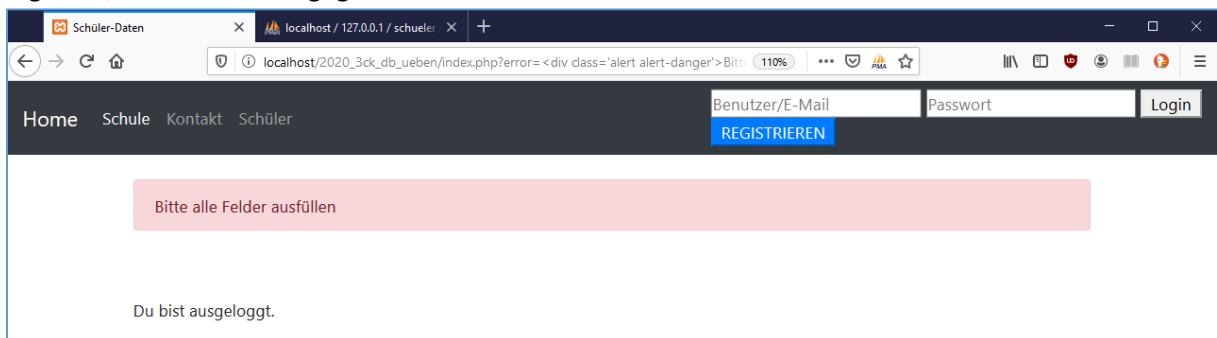 Schüler-Daten
localhost / 127.0.0.1 / schueler
localhost/2020_3ck_db_ueben/index.php?error=<div class='alert alert-danger'>Bitt 110%
Home Schule Kontakt Schüler Benutzer/E-Mail Passwort Login
REGISTRIEREN
Bitte alle Felder ausfüllen
Du bist ausgeloggt.